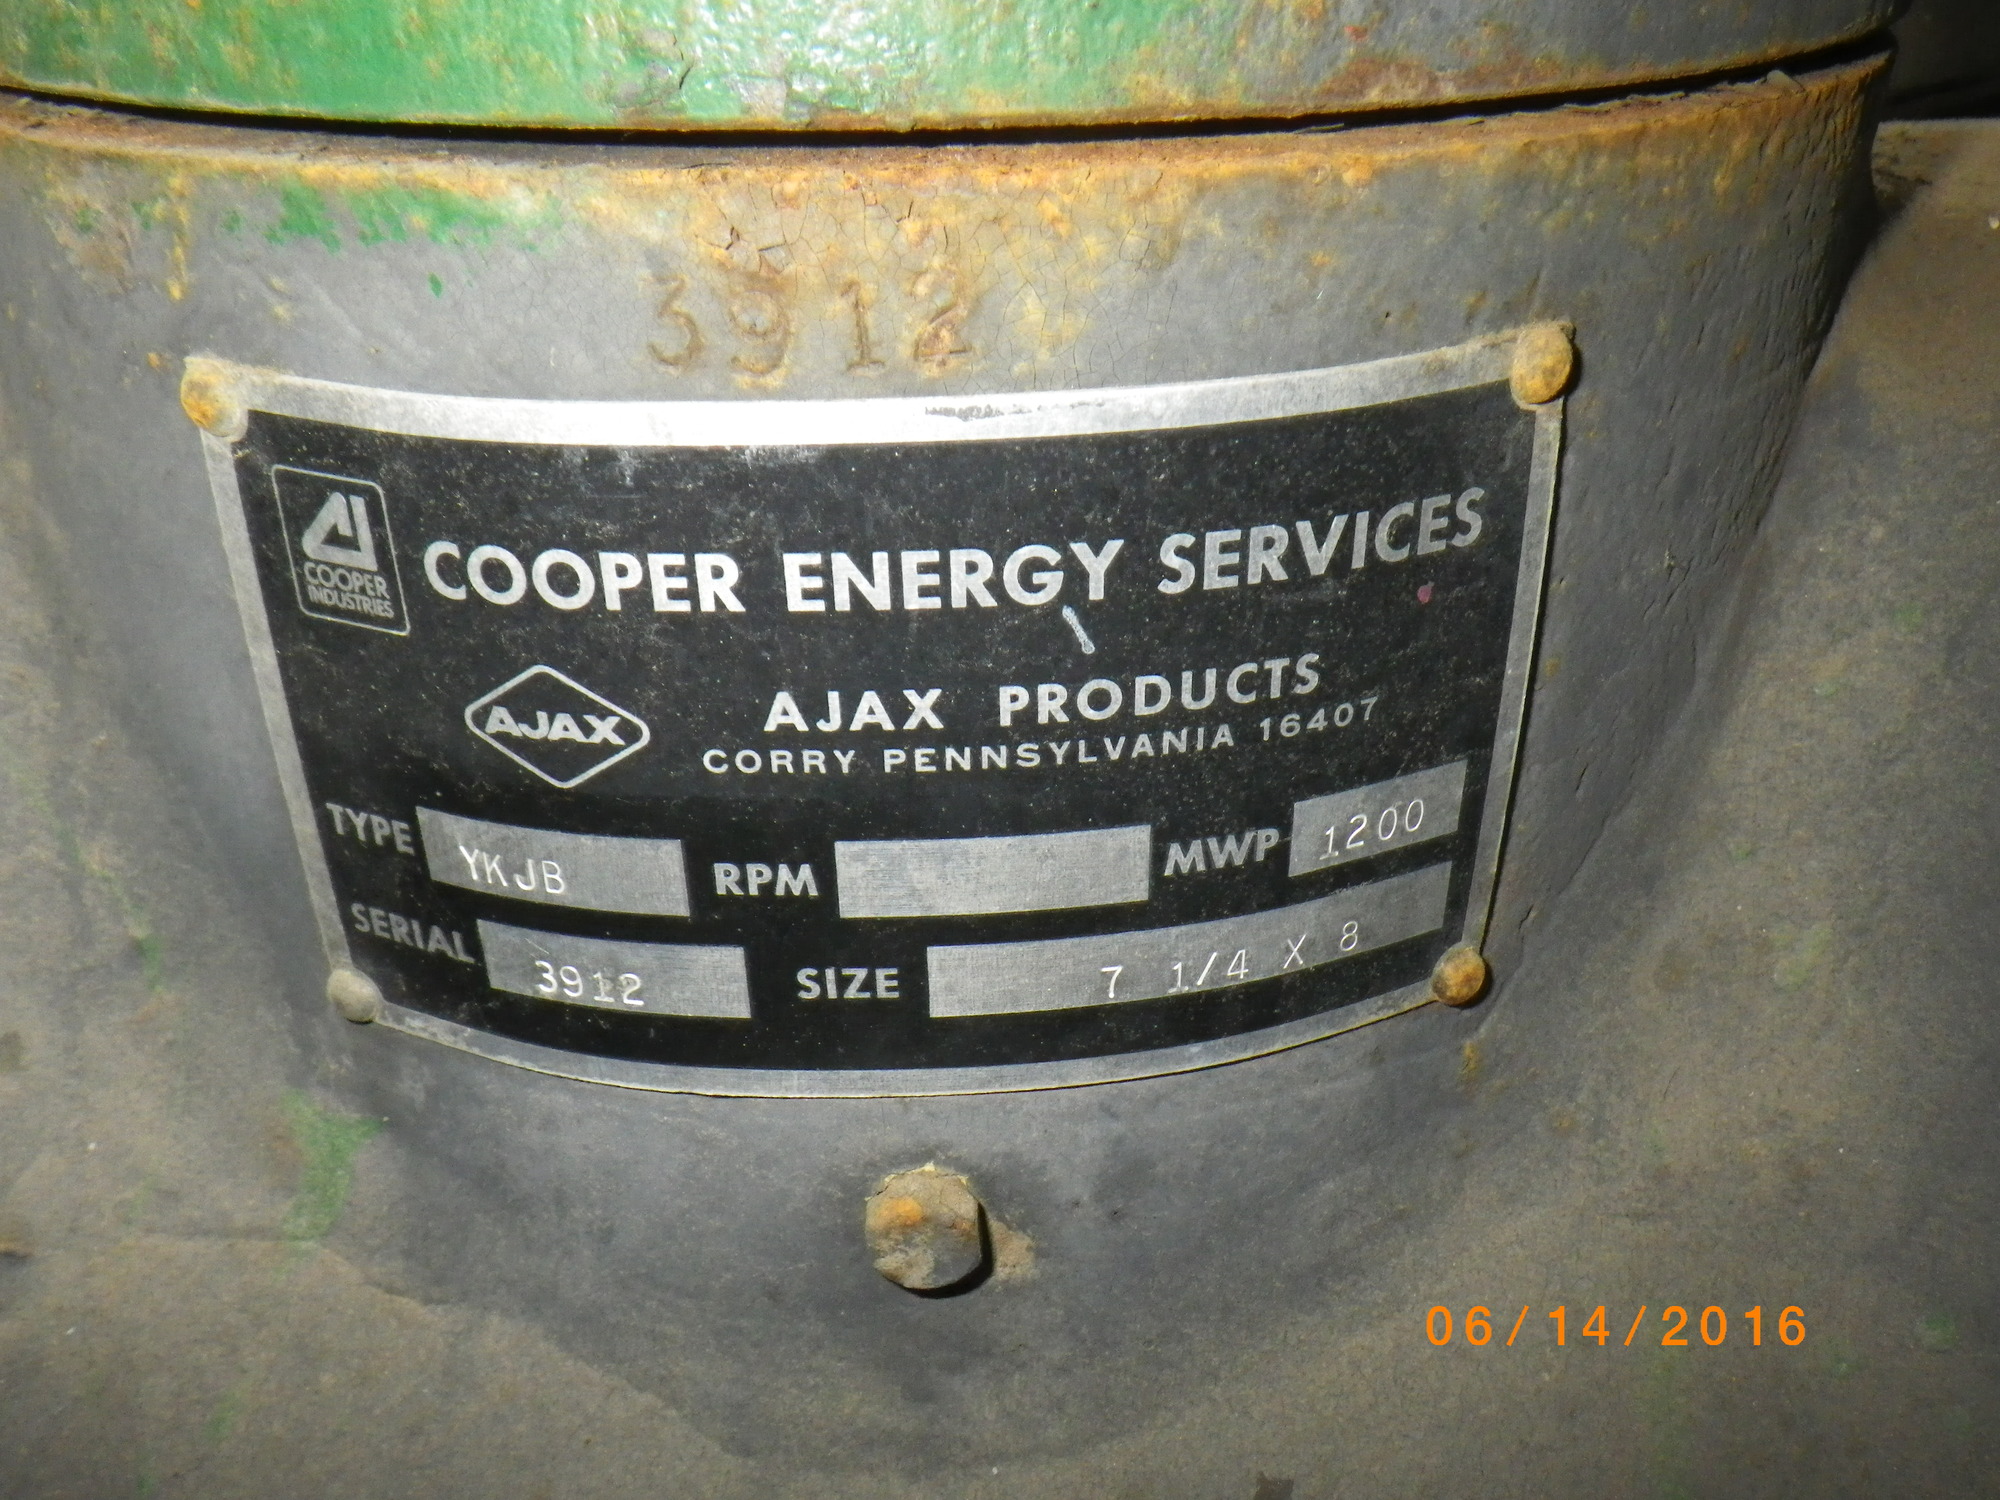 3912
COOPER
INDUSTRIES
COOPER ENERGY SERVICES
AJAX
AJAX PRODUCTS
CORRY PENNSYLVANIA 16407
TYPE YKJB RPM MWP 1200
SERIAL 3912 SIZE 7 1/4 X 8
06/14/2016